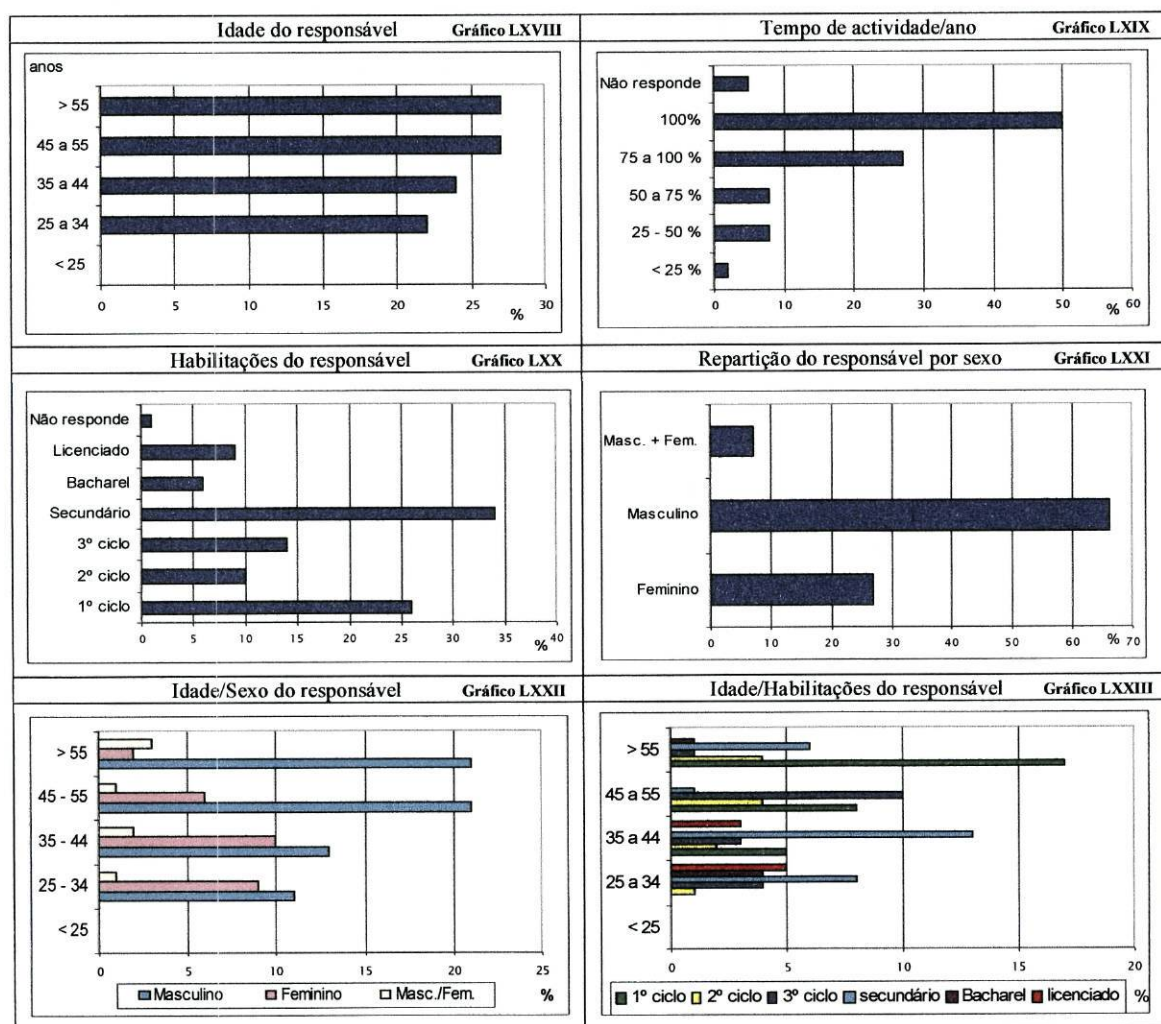 Idade do responsável Gráfico LXVIII
anos
> 55
45 a 55
35 a 44
25 a 34
< 25
0 5 10 15 20 25 30
%
Tempo de actividade/ano Gráfico LXIX
Não responde
100%
75 a 100 %
50 a 75 %
25 - 50 %
< 25 %
0 10 20 30 40 50 60
%
Habilitações do responsável Gráfico LXX
Não responde
Licenciado
Bacharel
Secundário
3º ciclo
2º ciclo
1º ciclo
0 5 10 15 20 25 30 35 40
%
Repartição do responsável por sexo Gráfico LXXI
Masc. + Fem.
Masculino
Feminino
0 10 20 30 40 50 60 % 70
Idade/Sexo do responsável Gráfico LXXII
> 55
45 - 55
35 - 44
25 - 34
< 25
0 5 10 15 20 25
Masculino Feminino Masc./Fem. %
Idade/Habilitações do responsável Gráfico LXXIII
> 55
45 a 55
35 a 44
25 a 34
< 25
0 5 10 15 20
1º ciclo 2º ciclo 3º ciclo secundário Bacharel licenciado %